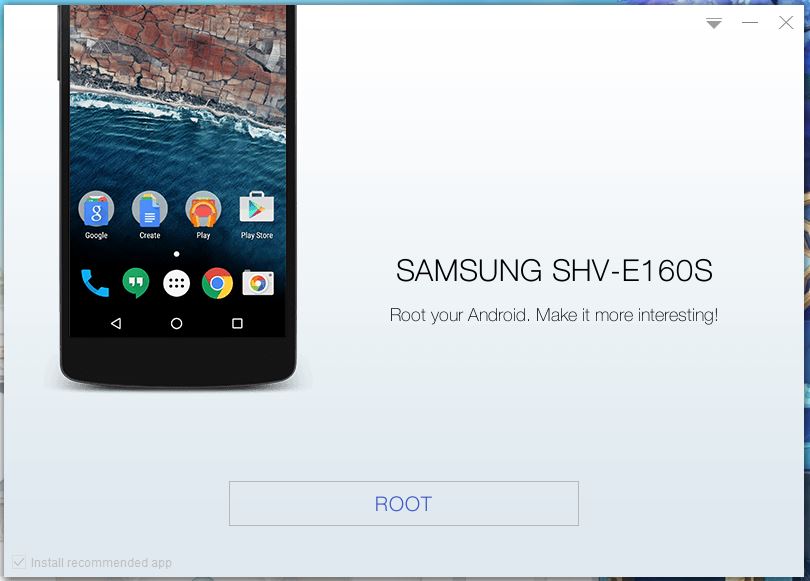 Google
Create
Play
Play Store
SAMSUNG SHV-E160S
Root your Android. Make it more interesting!
ROOT
Install recommended app